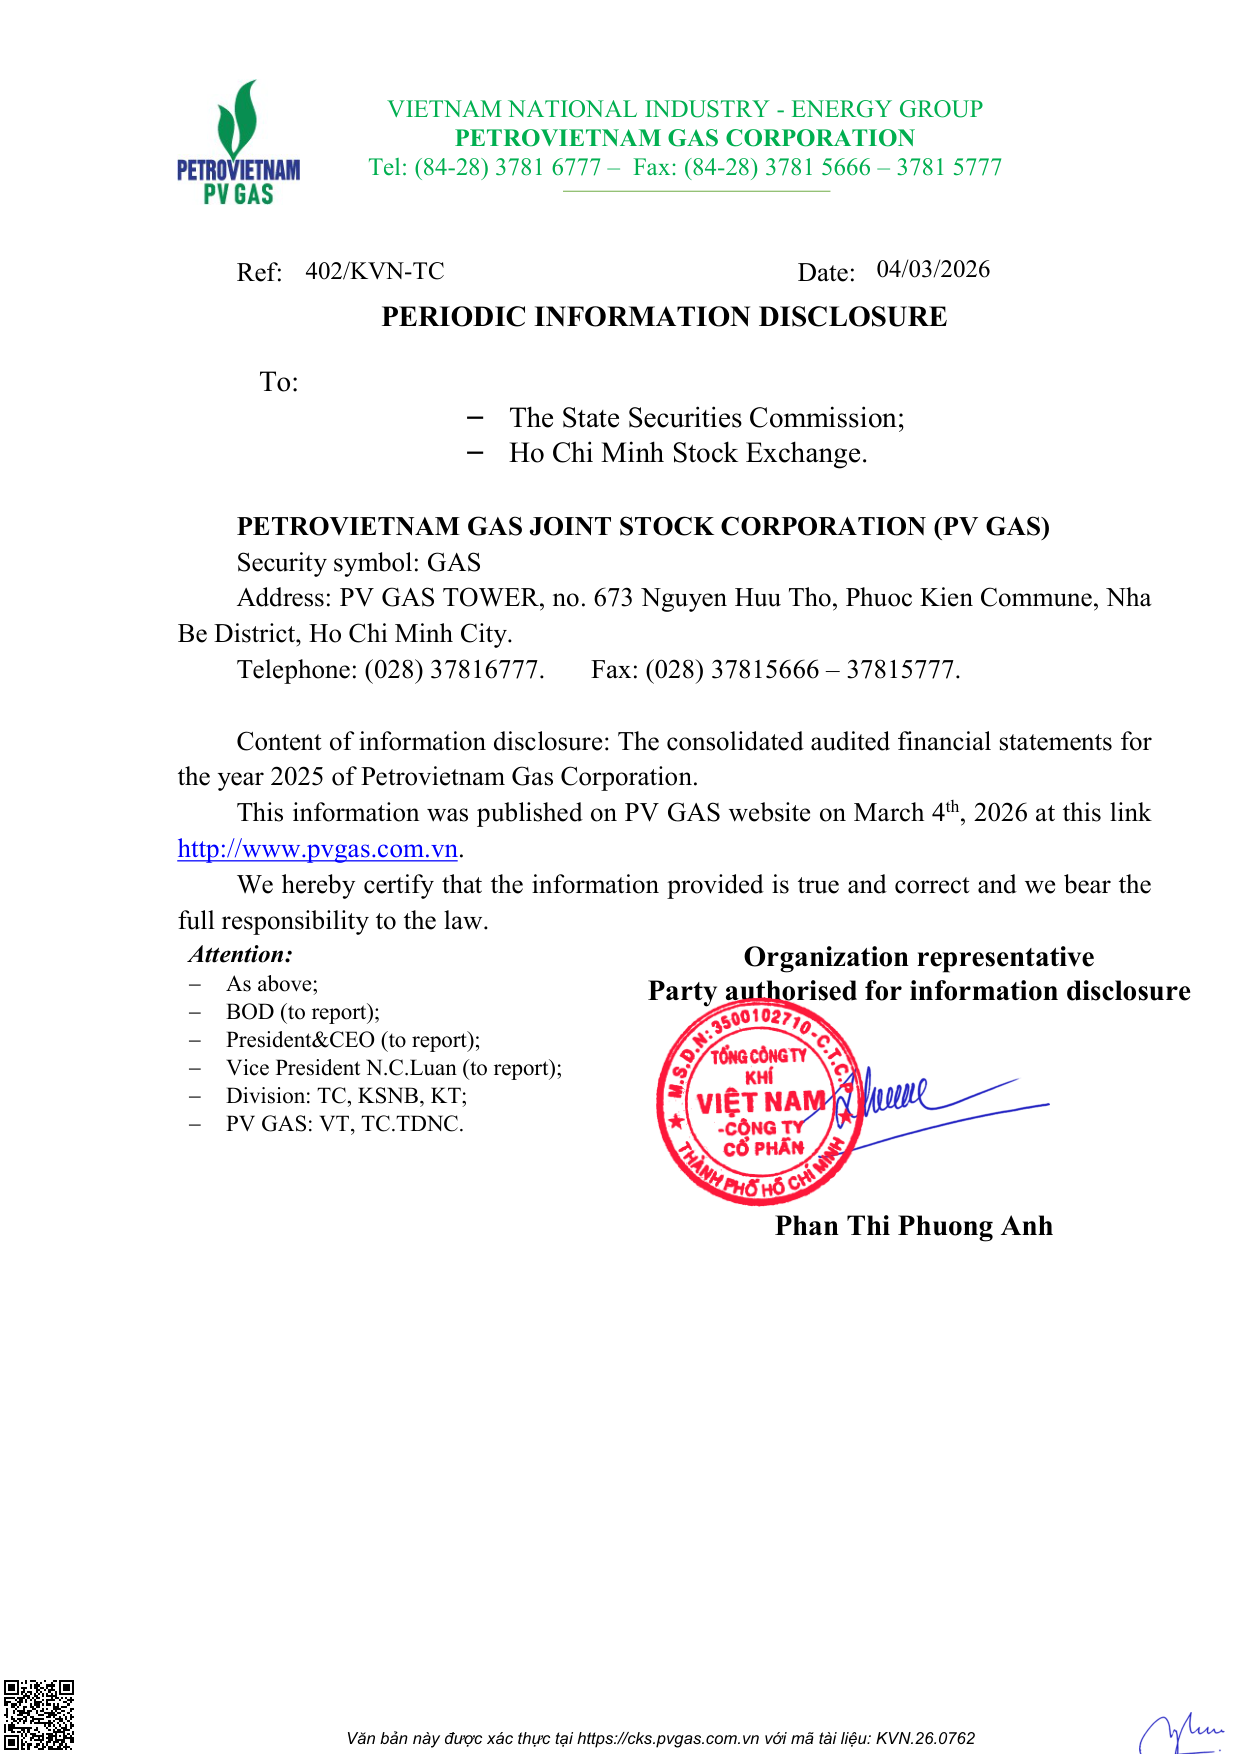 PETROVIETNAM
PV GAS
VIETNAM NATIONAL INDUSTRY - ENERGY GROUP
PETROVIETNAM GAS CORPORATION
Tel: (84-28) 3781 6777 – Fax: (84-28) 3781 5666 – 3781 5777
Ref: 402/KVN-TC Date: 04/03/2026
PERIODIC INFORMATION DISCLOSURE
To:
– The State Securities Commission;
– Ho Chi Minh Stock Exchange.
PETROVIETNAM GAS JOINT STOCK CORPORATION (PV GAS)
Security symbol: GAS
Address: PV GAS TOWER, no. 673 Nguyen Huu Tho, Phuoc Kien Commune, Nha
Be District, Ho Chi Minh City.
Telephone: (028) 37816777. Fax: (028) 37815666 – 37815777.
Content of information disclosure: The consolidated audited financial statements for
the year 2025 of Petrovietnam Gas Corporation.
This information was published on PV GAS website on March 4th, 2026 at this link
http://www.pvgas.com.vn.
We hereby certify that the information provided is true and correct and we bear the
full responsibility to the law.
Attention:
– As above;
– BOD (to report);
– President&CEO (to report);
– Vice President N.C.Luan (to report);
– Division: TC, KSNB, KT;
– PV GAS: VT, TC.TDNC.
Organization representative
Party authorised for information disclosure
M.S.D.N: 3500102710-C.T.C.P
TỔNG CÔNG TY
KHÍ
VIỆT NAM
-CÔNG TY
CỔ PHẦN
THÀNH PHỐ HỒ CHÍ MINH
Phan Thi Phuong Anh
Văn bản này được xác thực tại https://cks.pvgas.com.vn với mã tài liệu: KVN.26.0762